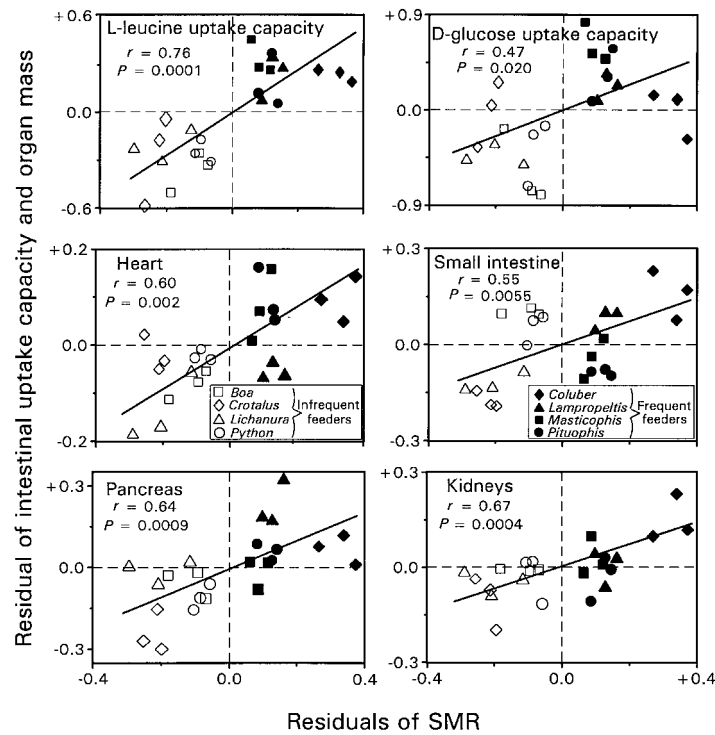 Residual of intestinal uptake capacity and organ mass
+0.6
0.0
-0.6
L-leucine uptake capacity
r = 0.76
P = 0.0001
+0.9
0.0
-0.9
D-glucose uptake capacity
r = 0.47
P = 0.020
+0.2
0.0
-0.2
Heart
r = 0.60
P = 0.002
Boa
Crotalus
Lichanura
Python
Infrequent
feeders
+0.3
0.0
-0.3
Small intestine
r = 0.55
P = 0.0055
Coluber
Lampropeltis
Masticophis
Pituophis
Frequent
feeders
+0.3
0.0
-0.3
Pancreas
r = 0.64
P = 0.0009
-0.4
0.0
0.4
+0.3
0.0
-0.3
Kidneys
r = 0.67
P = 0.0004
0.0
+0.4
Residuals of SMR